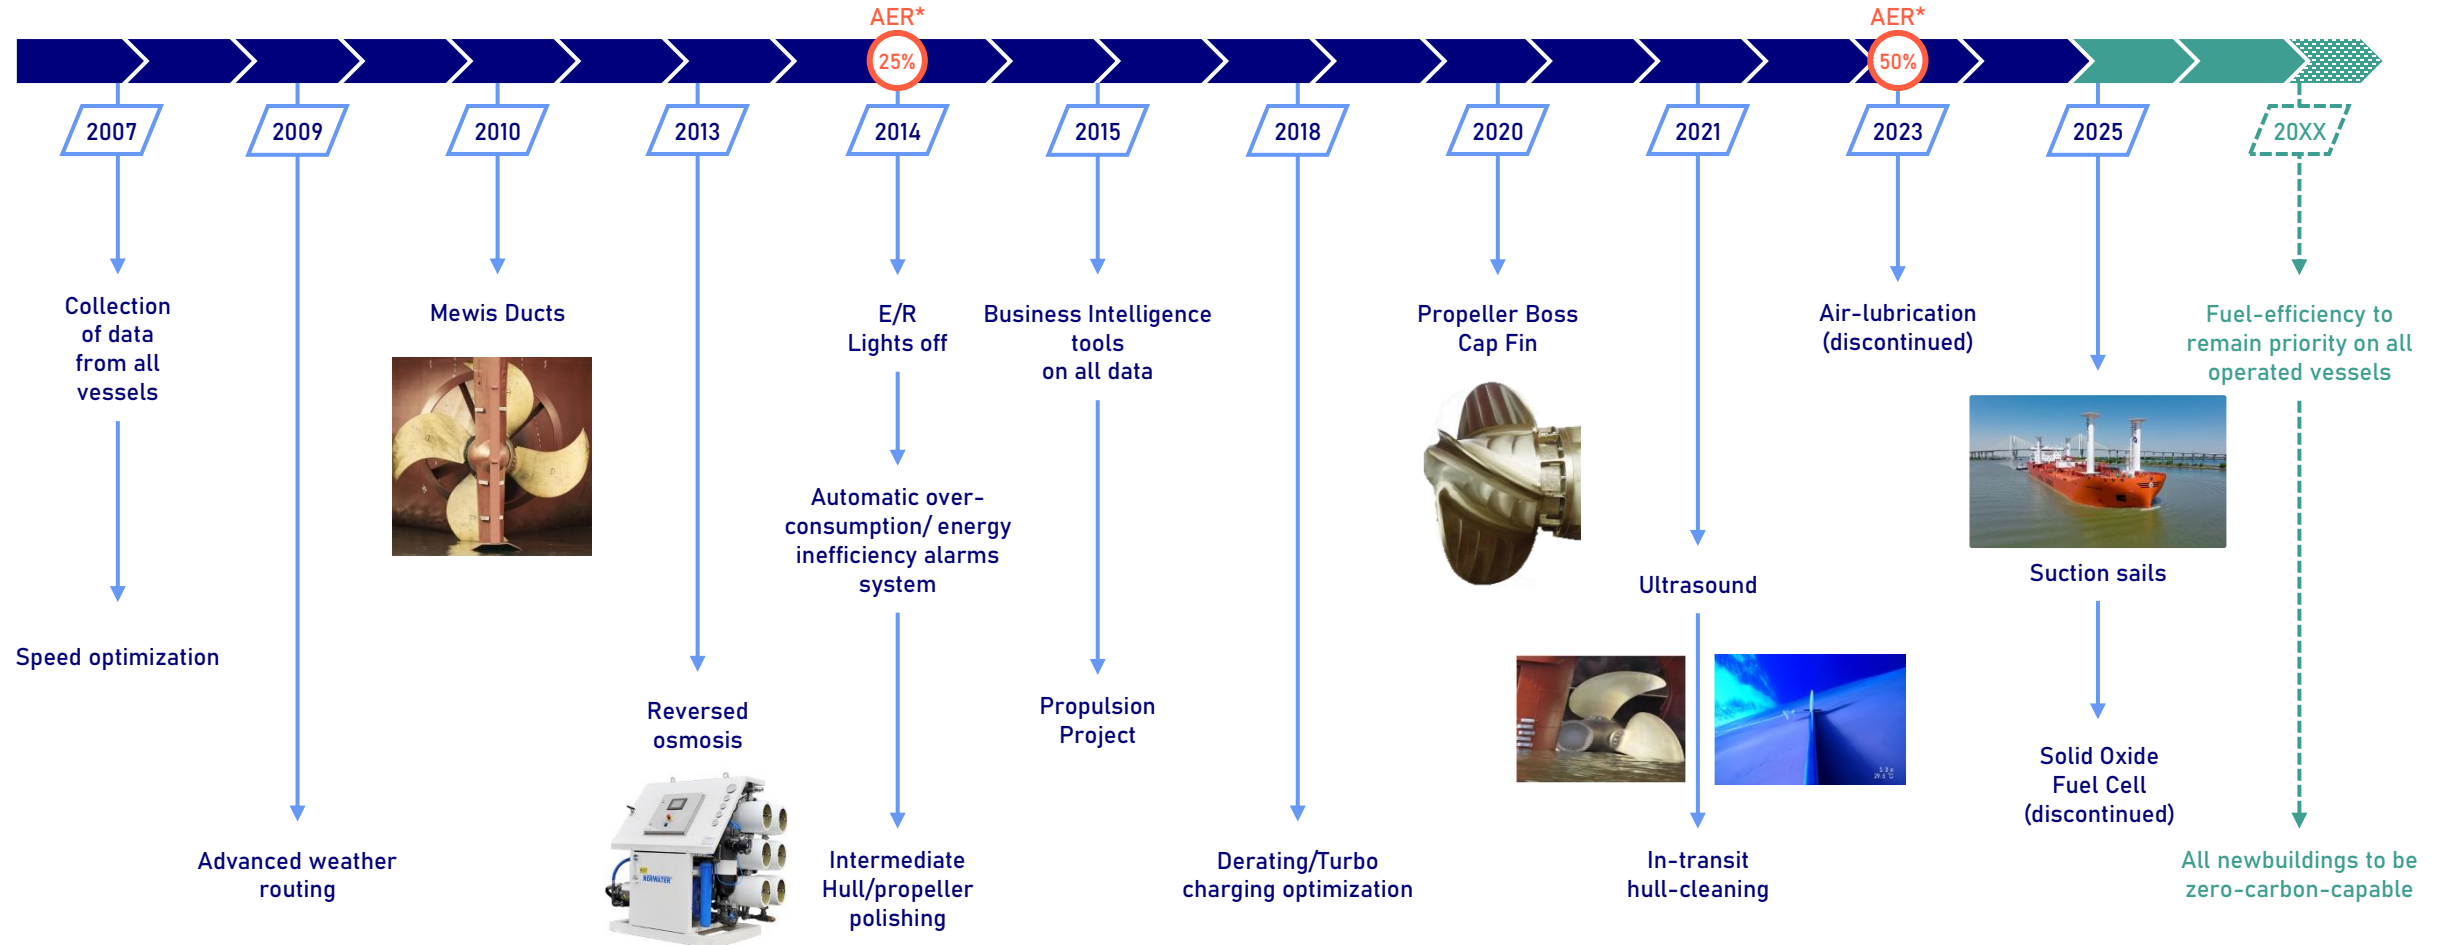 AER*
AER*
25%
50%
2007
2009
2010
2013
2014
2015
2018
2020
2021
2023
2025
20XX
Collection
of data
from all
vessels
Speed optimization
Advanced weather
routing
Mewis Ducts
Reversed
osmosis
NORWATER
E/R
Lights off
Automatic over-
consumption/ energy
inefficiency alarms
system
Intermediate
Hull/propeller
polishing
Business Intelligence
tools
on all data
Propulsion
Project
Derating/Turbo
charging optimization
Propeller Boss
Cap Fin
Ultrasound
In-transit
hull-cleaning
Air-lubrication
(discontinued)
Suction sails
Solid Oxide
Fuel Cell
(discontinued)
Fuel-efficiency to
remain priority on all
operated vessels
All newbuildings to be
zero-carbon-capable